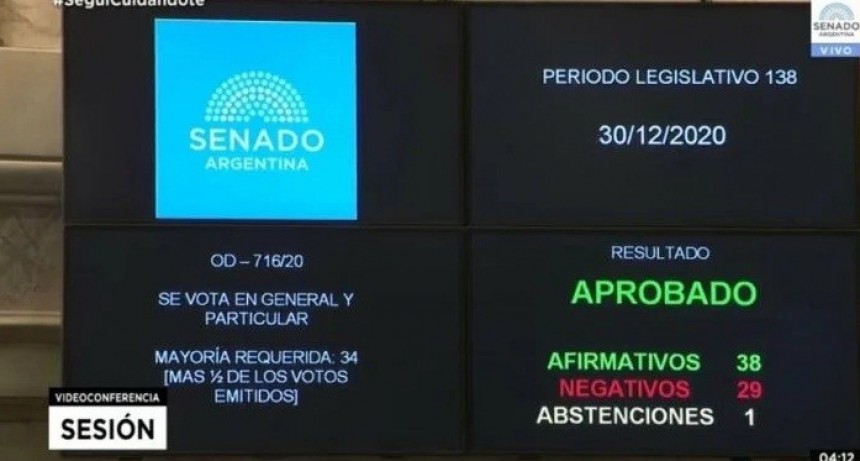 #SeguíCuidándote
SENADO
ARGENTINA
VIVO
SENADO
ARGENTINA
PERIODO LEGISLATIVO 138
30/12/2020
OD – 716/20
SE VOTA EN GENERAL Y
PARTICULAR
MAYORÍA REQUERIDA: 34
[MAS ½ DE LOS VOTOS
EMITIDOS]
RESULTADO
APROBADO
AFIRMATIVOS 38
NEGATIVOS 29
ABSTENCIONES 1
VIDEOCONFERENCIA
SESIÓN
04:12